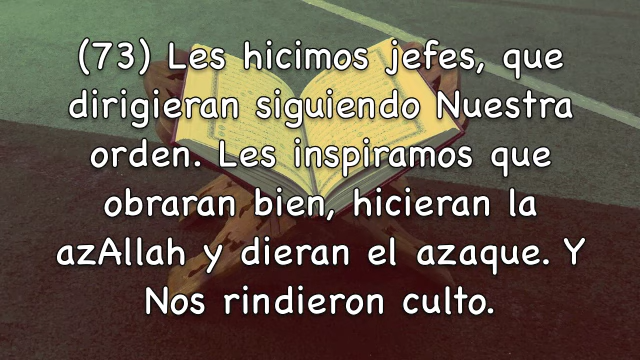 (73) Les hicimos jefes, que
dirigieran siguiendo Nuestra
orden. Les inspiramos que
obraran bien, hicieran la
azAllah y dieran el azaque. Y
Nos rindieron culto.